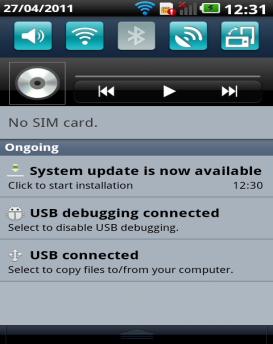 27/04/2011 12:31
No SIM card.
Ongoing
System update is now available
Click to start installation 12:30
USB debugging connected
Select to disable USB debugging.
USB connected
Select to copy files to/from your computer.